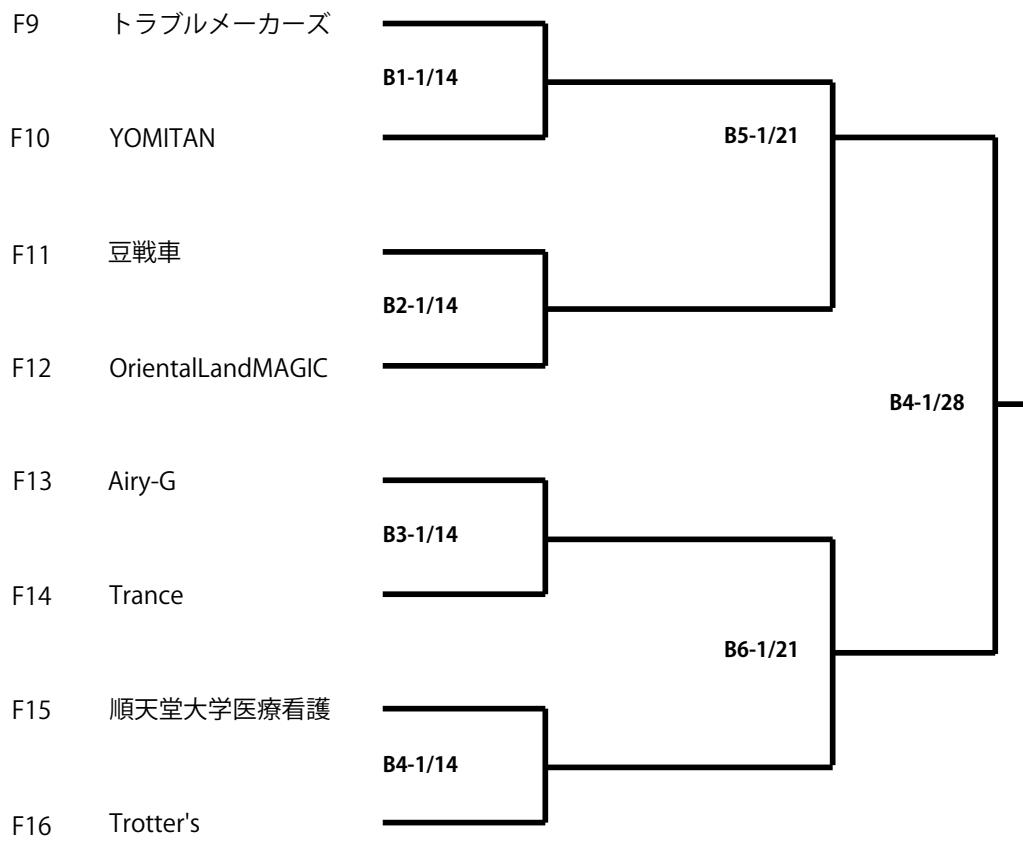 F9 トラブルメーカーズ
B1-1/14
F10 YOMITAN
B5-1/21
F11 豆戦車
B2-1/14
F12 OrientalLandMAGIC
B4-1/28
F13 Airy-G
B3-1/14
F14 Trance
B6-1/21
F15 順天堂大学医療看護
B4-1/14
F16 Trotter's